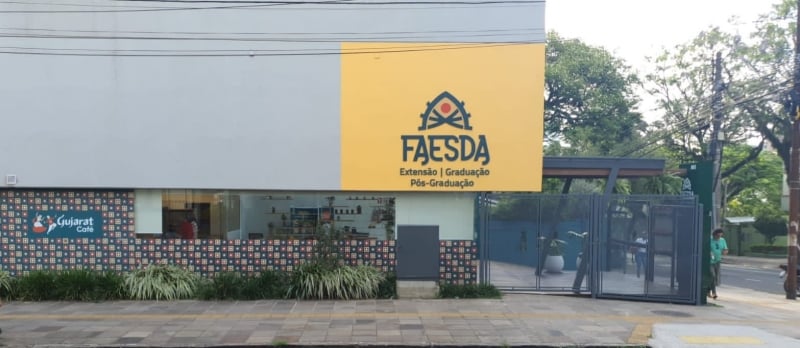 FAESDA
Extensão | Graduação
Pós-Graduação
Gujarat
Café